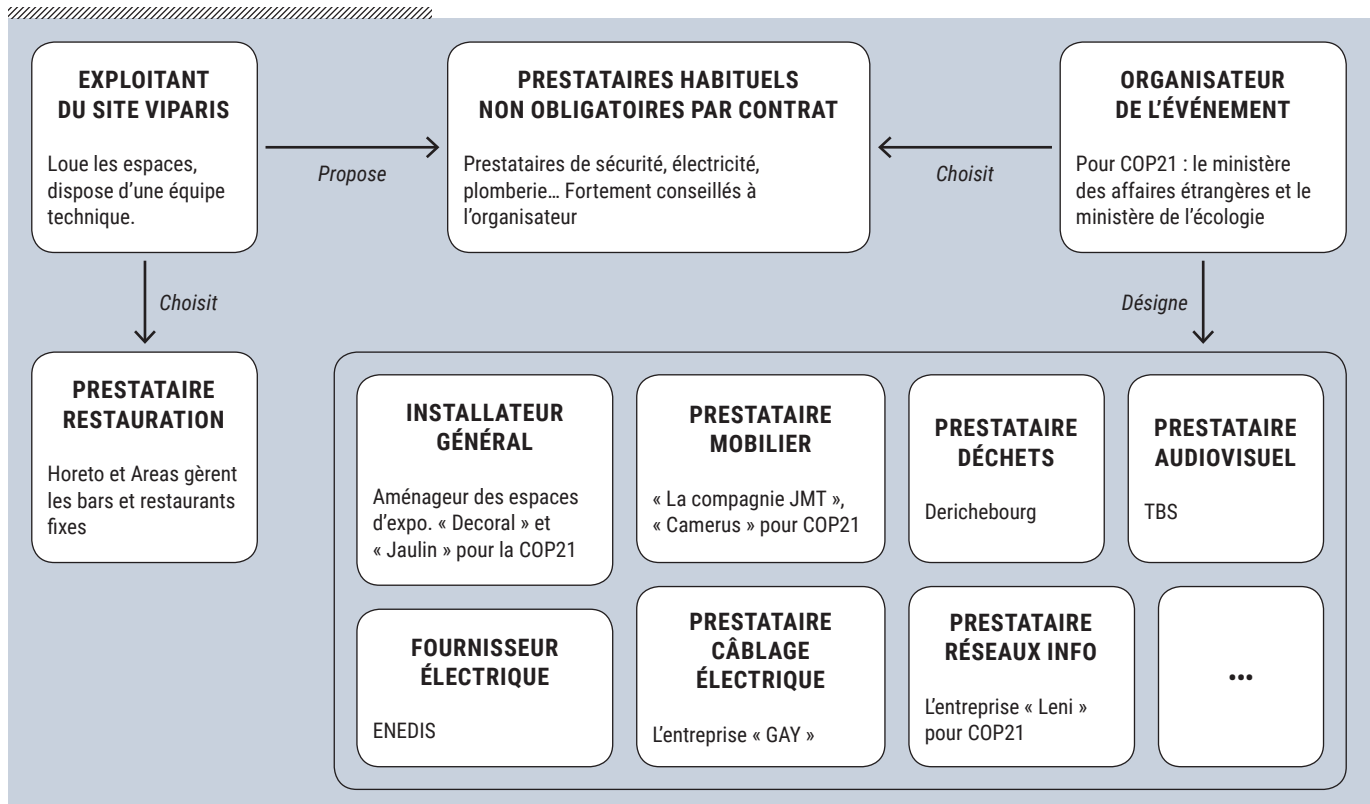 EXPLOITANT
DU SITE VIPARIS
Loue les espaces,
dispose d’une équipe
technique.
Propose
PRESTATAIRES HABITUELS
NON OBLIGATOIRES PAR CONTRAT
Prestataires de sécurité, électricité,
plomberie… Fortement conseillés à
l’organisateur
Choisit
ORGANISATEUR
DE L’ÉVÉNEMENT
Pour COP21 : le ministère
des affaires étrangères et le
ministère de l’écologie
Choisit
Désigne
PRESTATAIRE
RESTAURATION
Horeto et Areas gèrent
les bars et restaurants
fixes
INSTALLATEUR
GÉNÉRAL
Aménageur des espaces
d’expo. « Decoral » et
« Jaulin » pour la COP21
PRESTATAIRE
MOBILIER
« La compagnie JMT »,
« Camerus » pour COP21
PRESTATAIRE
DÉCHETS
Derichebourg
PRESTATAIRE
AUDIOVISUEL
TBS
FOURNISSEUR
ÉLECTRIQUE
ENEDIS
PRESTATAIRE
CÂBLAGE
ÉLECTRIQUE
L’entreprise « GAY »
PRESTATAIRE
RÉSEAUX INFO
L’entreprise « Leni »
pour COP21
...